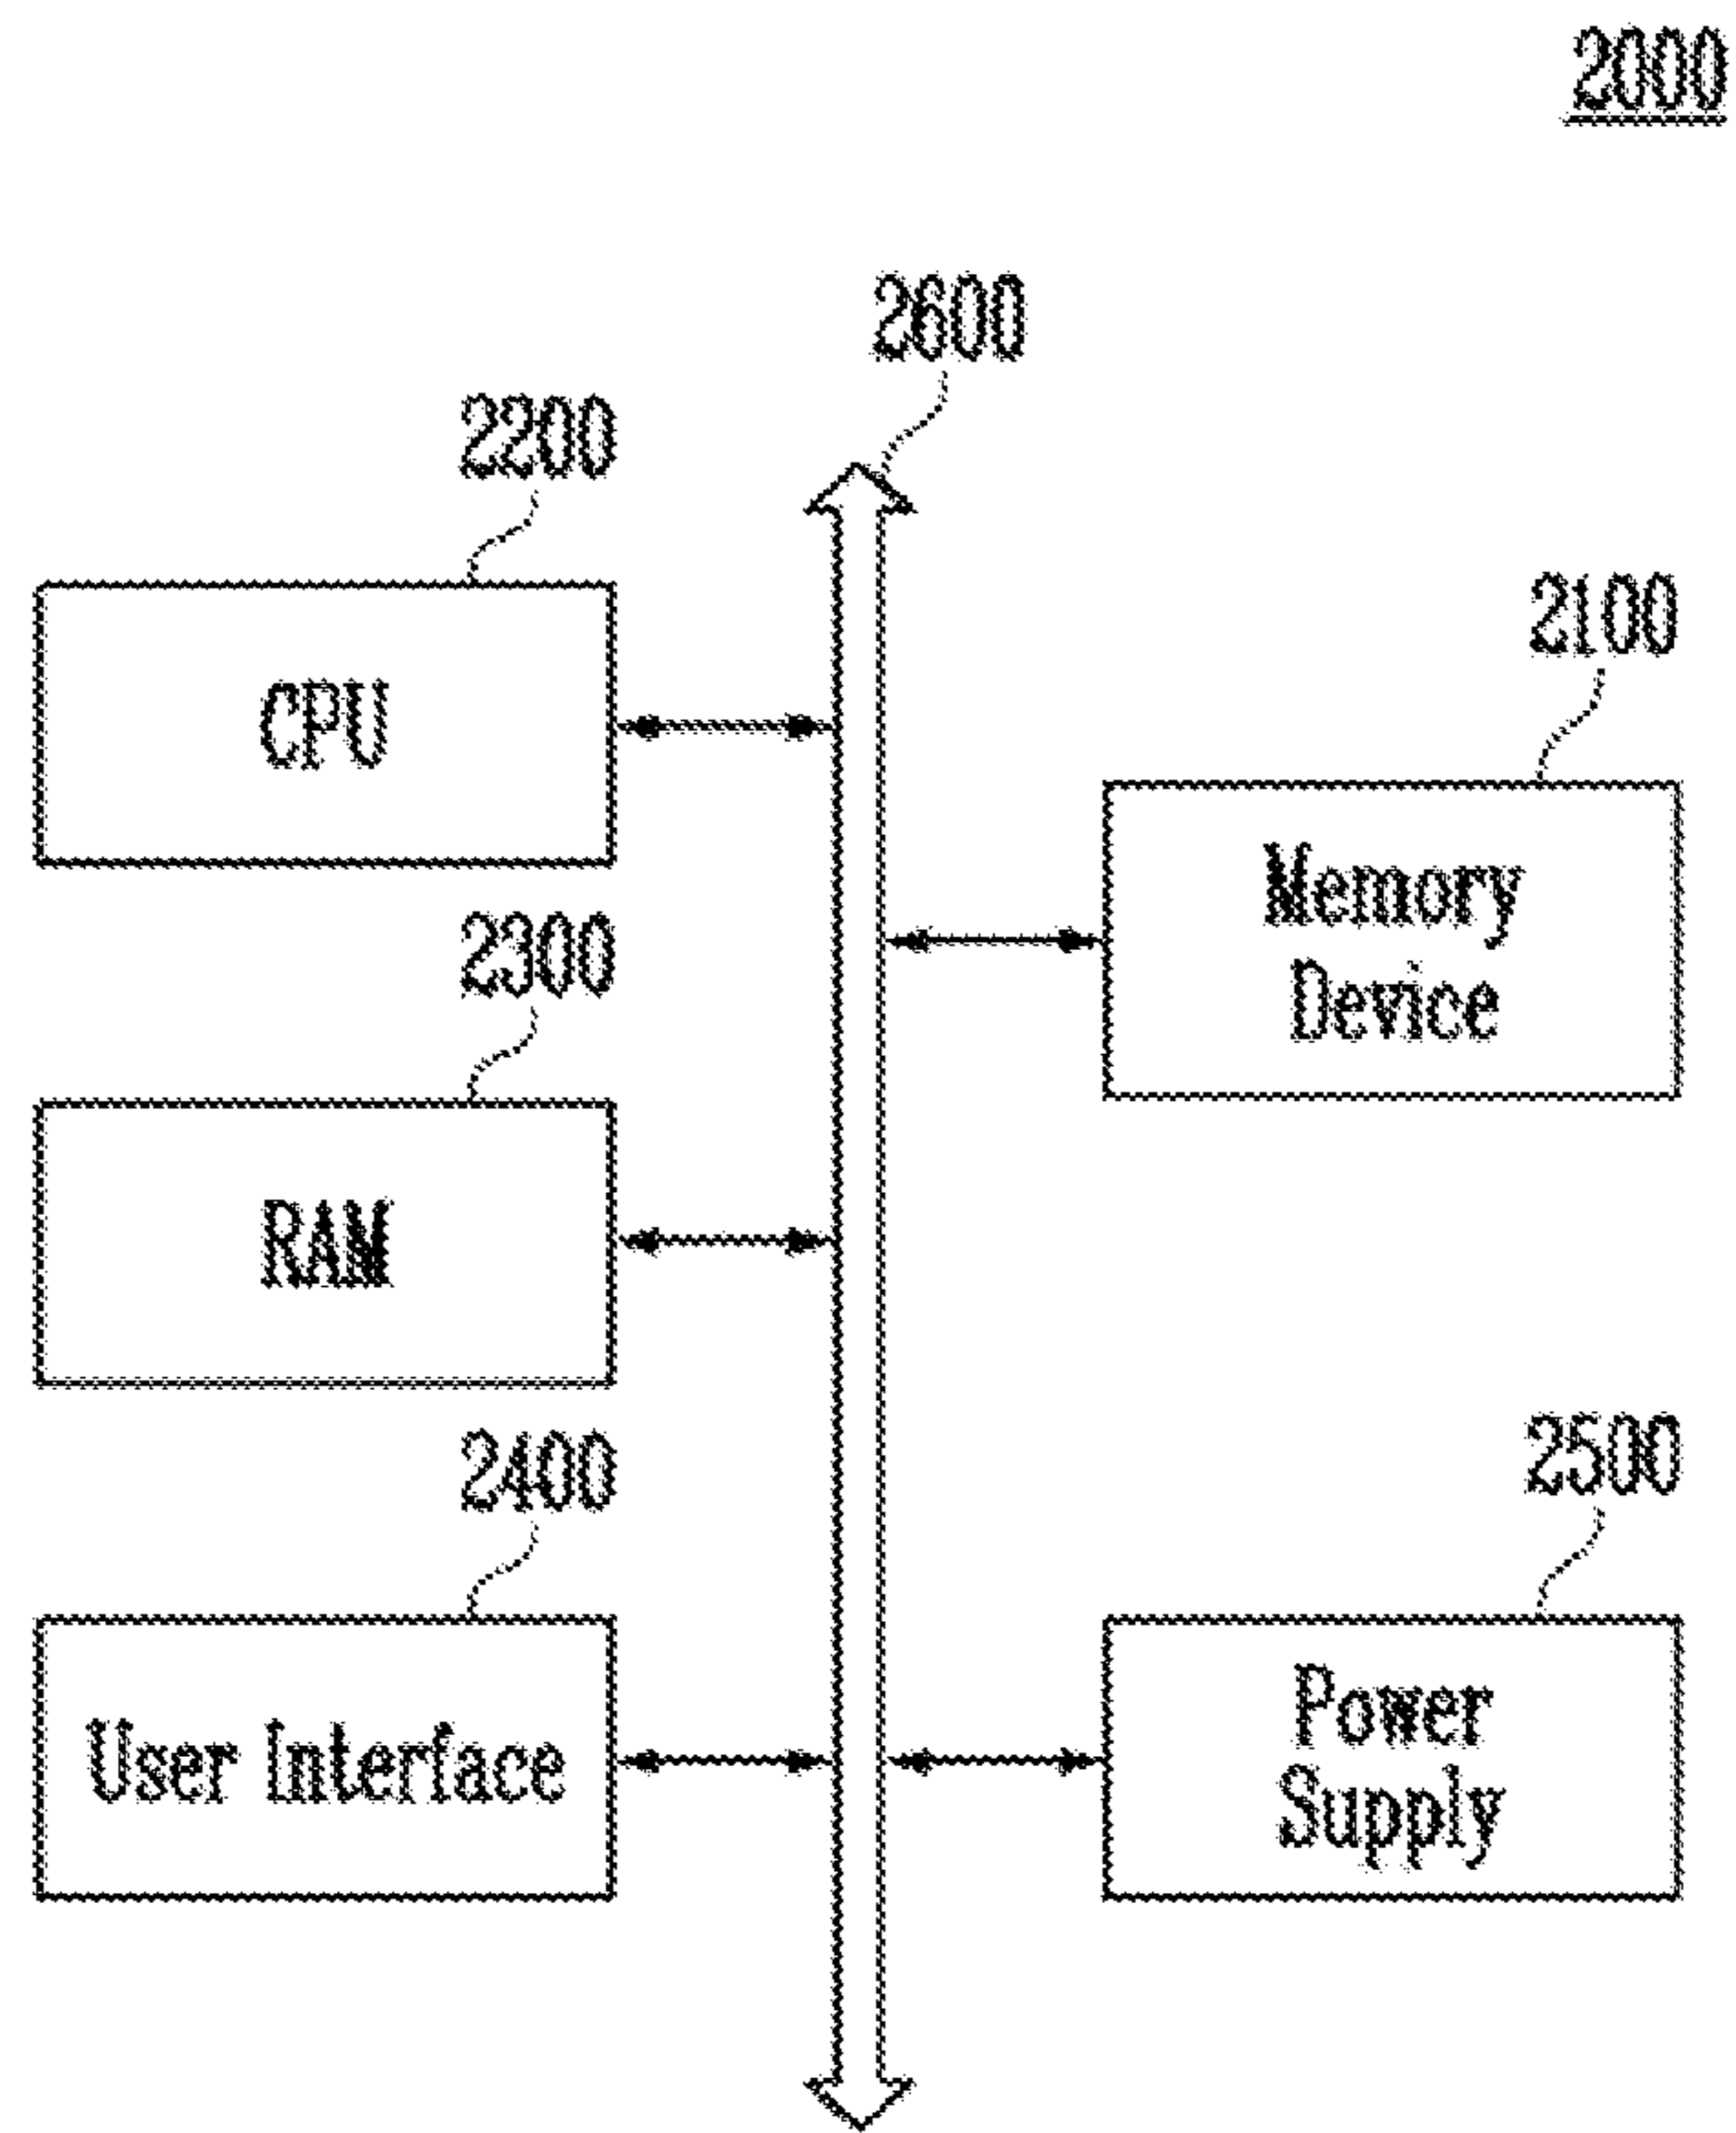 2000
2600
2200
CPU
2100
Memory
Device
2300
RAM
2400
User Interface
2500
Power
Supply